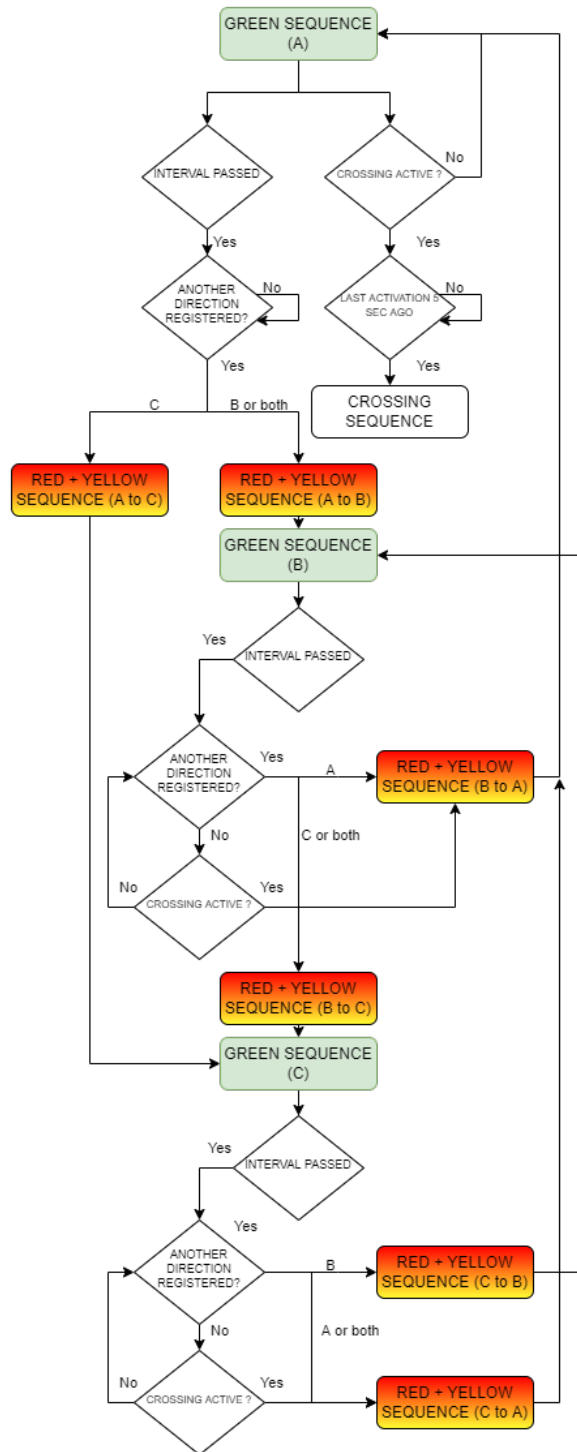 GREEN SEQUENCE
(A)
INTERVAL PASSED
CROSSING ACTIVE ?
No
Yes
Yes
ANOTHER
DIRECTION
REGISTERED?
No
LAST ACTIVATION 5
SEC AGO
No
Yes
Yes
CROSSING
SEQUENCE
C
B or both
RED + YELLOW
SEQUENCE (A to C)
RED + YELLOW
SEQUENCE (A to B)
GREEN SEQUENCE
(B)
Yes
INTERVAL PASSED
ANOTHER
DIRECTION
REGISTERED?
Yes
A
RED + YELLOW
SEQUENCE (B to A)
No
C or both
No
CROSSING ACTIVE ?
Yes
RED + YELLOW
SEQUENCE (B to C)
GREEN SEQUENCE
(C)
Yes
INTERVAL PASSED
Yes
ANOTHER
DIRECTION
REGISTERED?
B
RED + YELLOW
SEQUENCE (C to B)
No
A or both
No
CROSSING ACTIVE ?
Yes
RED + YELLOW
SEQUENCE (C to A)